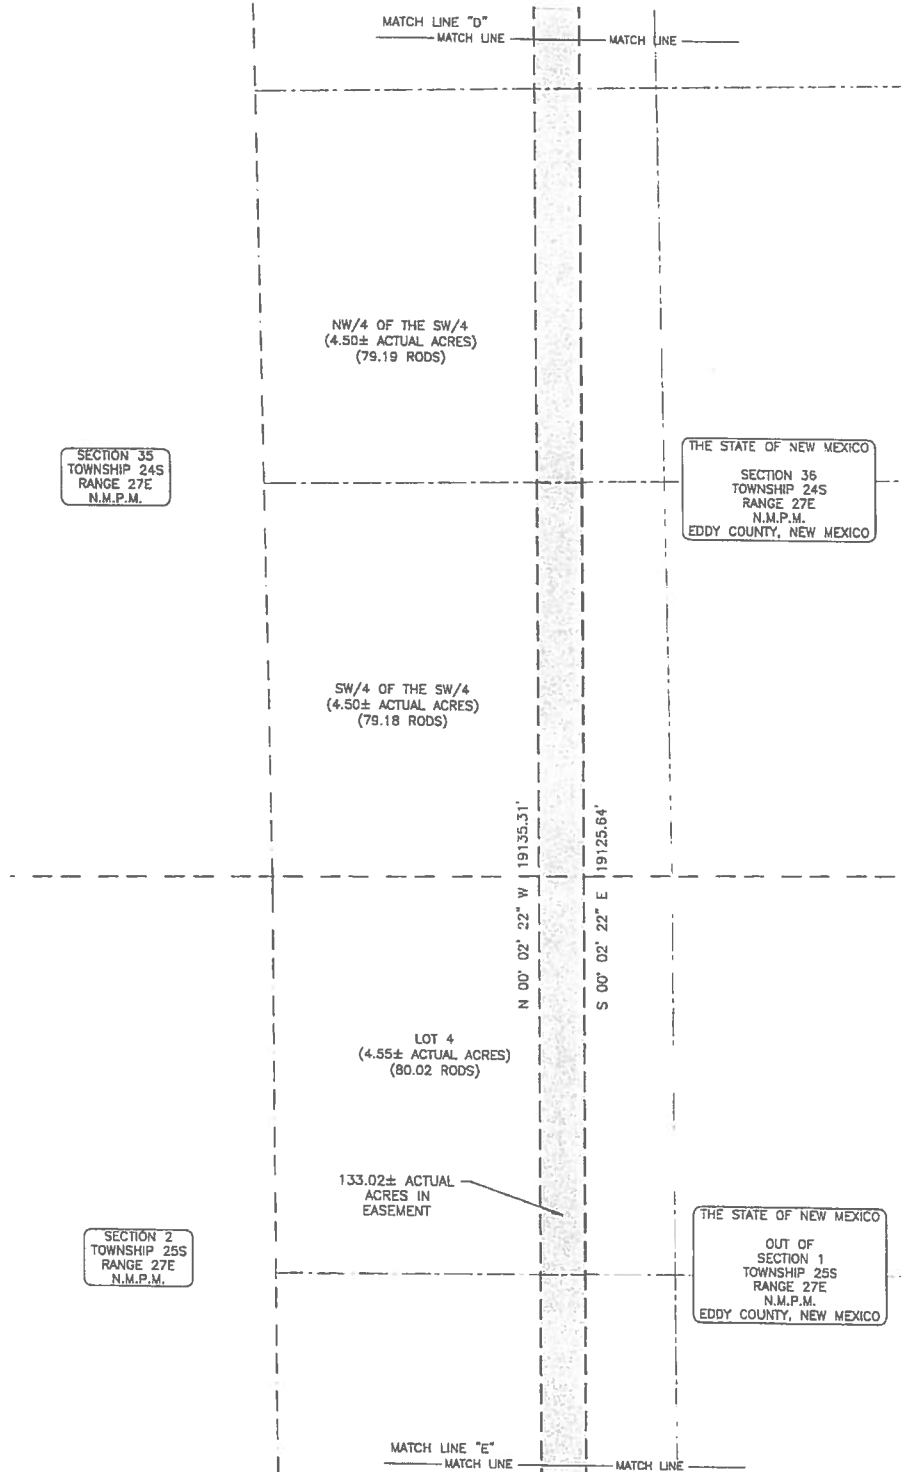 MATCH LINE "D"
MATCH LINE
MATCH LINE
NW/4 OF THE SW/4
(4.50± ACTUAL ACRES)
(79.19 RODS)
SECTION 35
TOWNSHIP 24S
RANGE 27E
N.M.P.M.
THE STATE OF NEW MEXICO
SECTION 36
TOWNSHIP 24S
RANGE 27E
N.M.P.M.
EDDY COUNTY, NEW MEXICO
SW/4 OF THE SW/4
(4.50± ACTUAL ACRES)
(79.18 RODS)
N 00° 02' 22" W 19135.31'
S 00° 02' 22" E 19125.64'
LOT 4
(4.55± ACTUAL ACRES)
(80.02 RODS)
133.02± ACTUAL
ACRES IN
EASEMENT
SECTION 2
TOWNSHIP 25S
RANGE 27E
N.M.P.M.
THE STATE OF NEW MEXICO
OUT OF
SECTION 1
TOWNSHIP 25S
RANGE 27E
N.M.P.M.
EDDY COUNTY, NEW MEXICO
MATCH LINE "E"
MATCH LINE
MATCH LINE